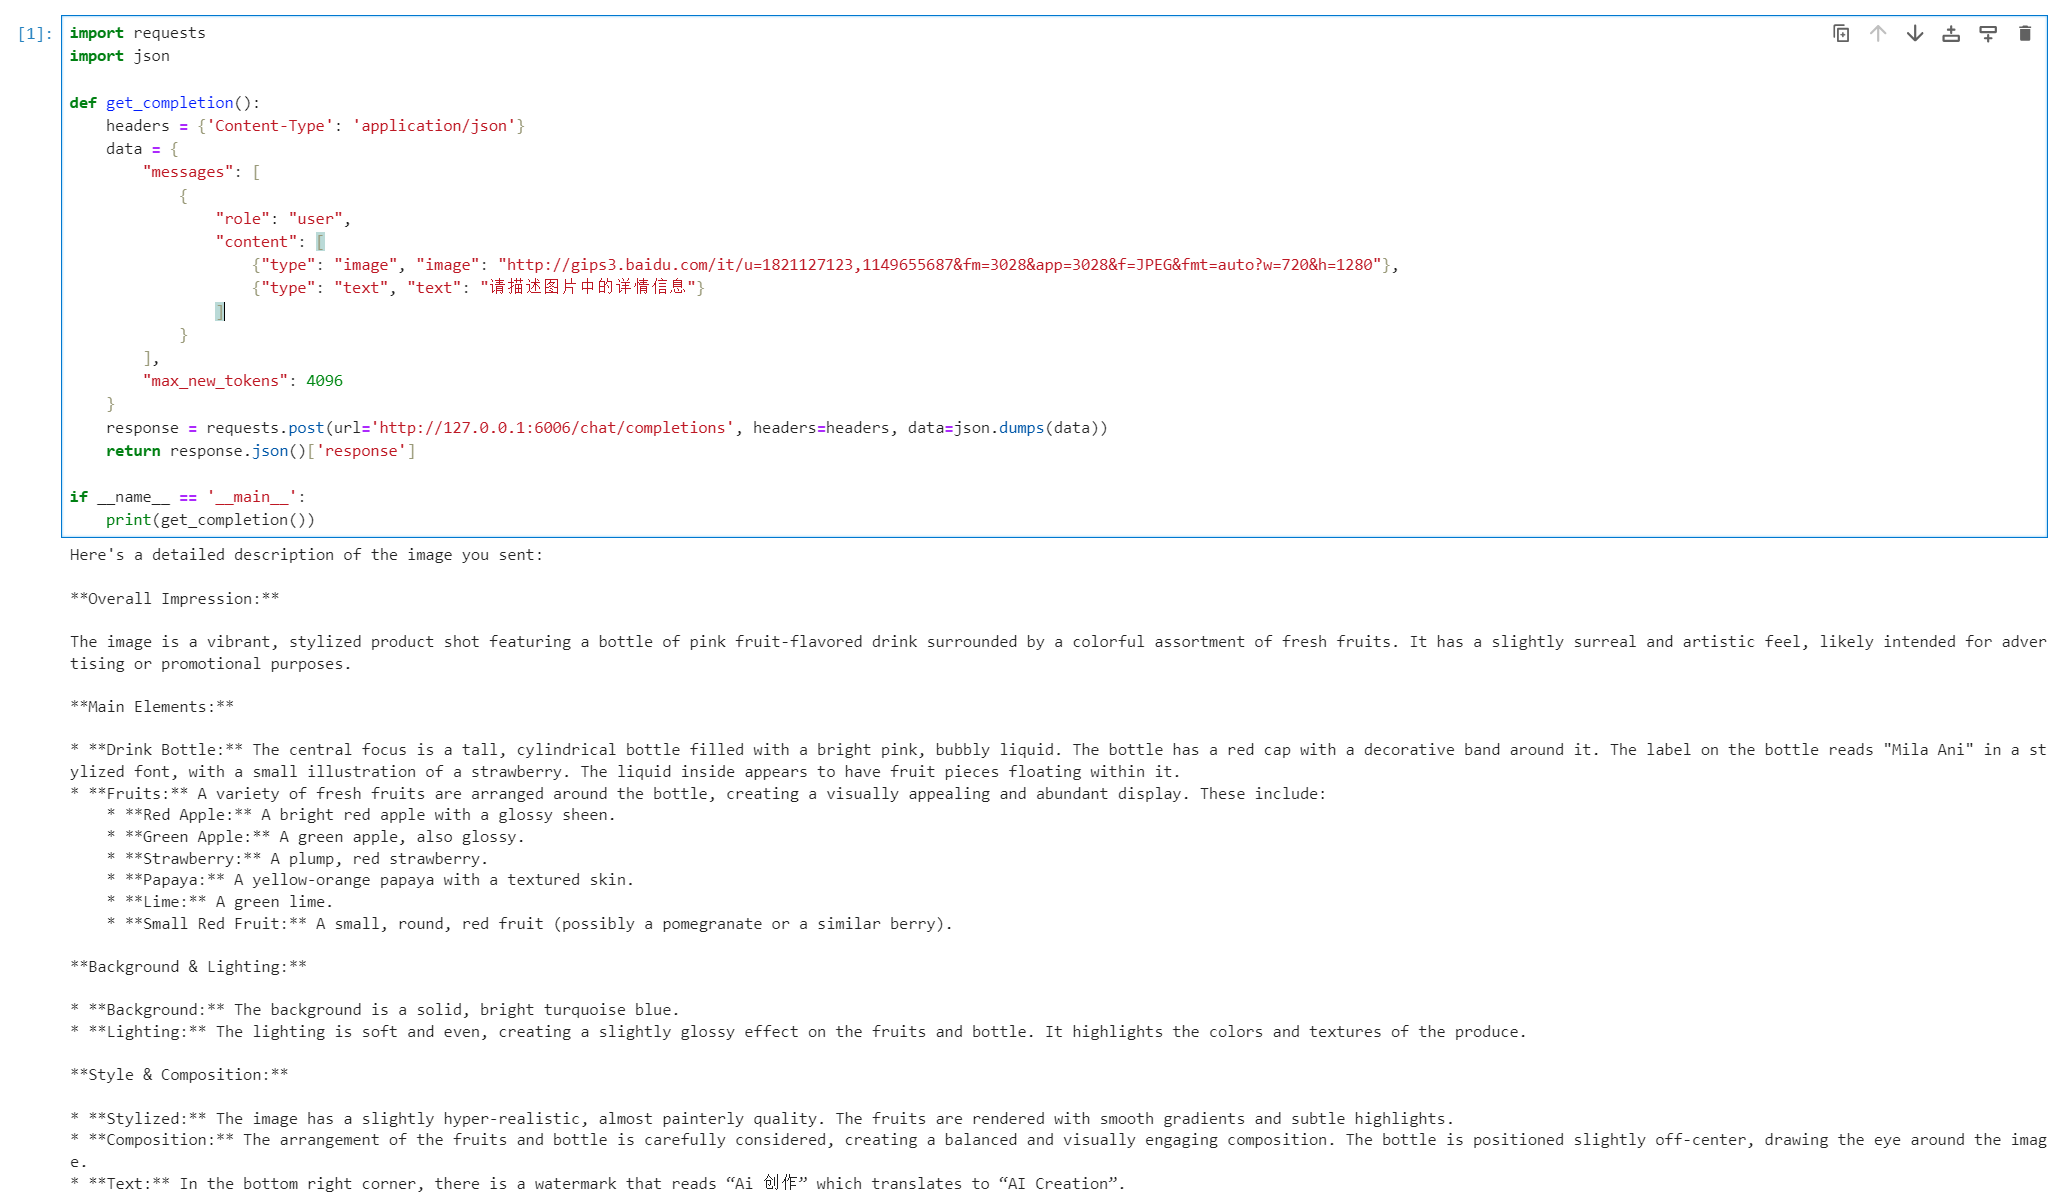 [1]:
import requests
import json
def get_completion():
    headers = {'Content-Type': 'application/json'}
    data = {
        "messages": [
            {
                "role": "user",
                "content": [
                    {"type": "image", "image": "http://gips3.baidu.com/it/u=1821127123,1149655687&fm=3028&app=3028&f=JPEG&fmt=auto?w=720&h=1280"},
                    {"type": "text", "text": "请描述图片中的详情信息"}
                ]
            }
        ],
        "max_new_tokens": 4096
    }
    response = requests.post(url='http://127.0.0.1:6006/chat/completions', headers=headers, data=json.dumps(data))
    return response.json()['response']
if __name__ == '__main__':
    print(get_completion())
Here's a detailed description of the image you sent:
**Overall Impression:**
The image is a vibrant, stylized product shot featuring a bottle of pink fruit-flavored drink surrounded by a colorful assortment of fresh fruits. It has a slightly surreal and artistic feel, likely intended for adver
tising or promotional purposes.
**Main Elements:**
* **Drink Bottle:** The central focus is a tall, cylindrical bottle filled with a bright pink, bubbly liquid. The bottle has a red cap with a decorative band around it. The label on the bottle reads "Mila Ani" in a st
ylized font, with a small illustration of a strawberry. The liquid inside appears to have fruit pieces floating within it.
* **Fruits:** A variety of fresh fruits are arranged around the bottle, creating a visually appealing and abundant display. These include:
    * **Red Apple:** A bright red apple with a glossy sheen.
    * **Green Apple:** A green apple, also glossy.
    * **Strawberry:** A plump, red strawberry.
    * **Papaya:** A yellow-orange papaya with a textured skin.
    * **Lime:** A green lime.
    * **Small Red Fruit:** A small, round, red fruit (possibly a pomegranate or a similar berry).
**Background & Lighting:**
* **Background:** The background is a solid, bright turquoise blue.
* **Lighting:** The lighting is soft and even, creating a slightly glossy effect on the fruits and bottle. It highlights the colors and textures of the produce.
**Style & Composition:**
* **Stylized:** The image has a slightly hyper-realistic, almost painterly quality. The fruits are rendered with smooth gradients and subtle highlights.
* **Composition:** The arrangement of the fruits and bottle is carefully considered, creating a balanced and visually engaging composition. The bottle is positioned slightly off-center, drawing the eye around the imag
e.
* **Text:** In the bottom right corner, there is a watermark that reads “Ai 创作” which translates to “AI Creation”.